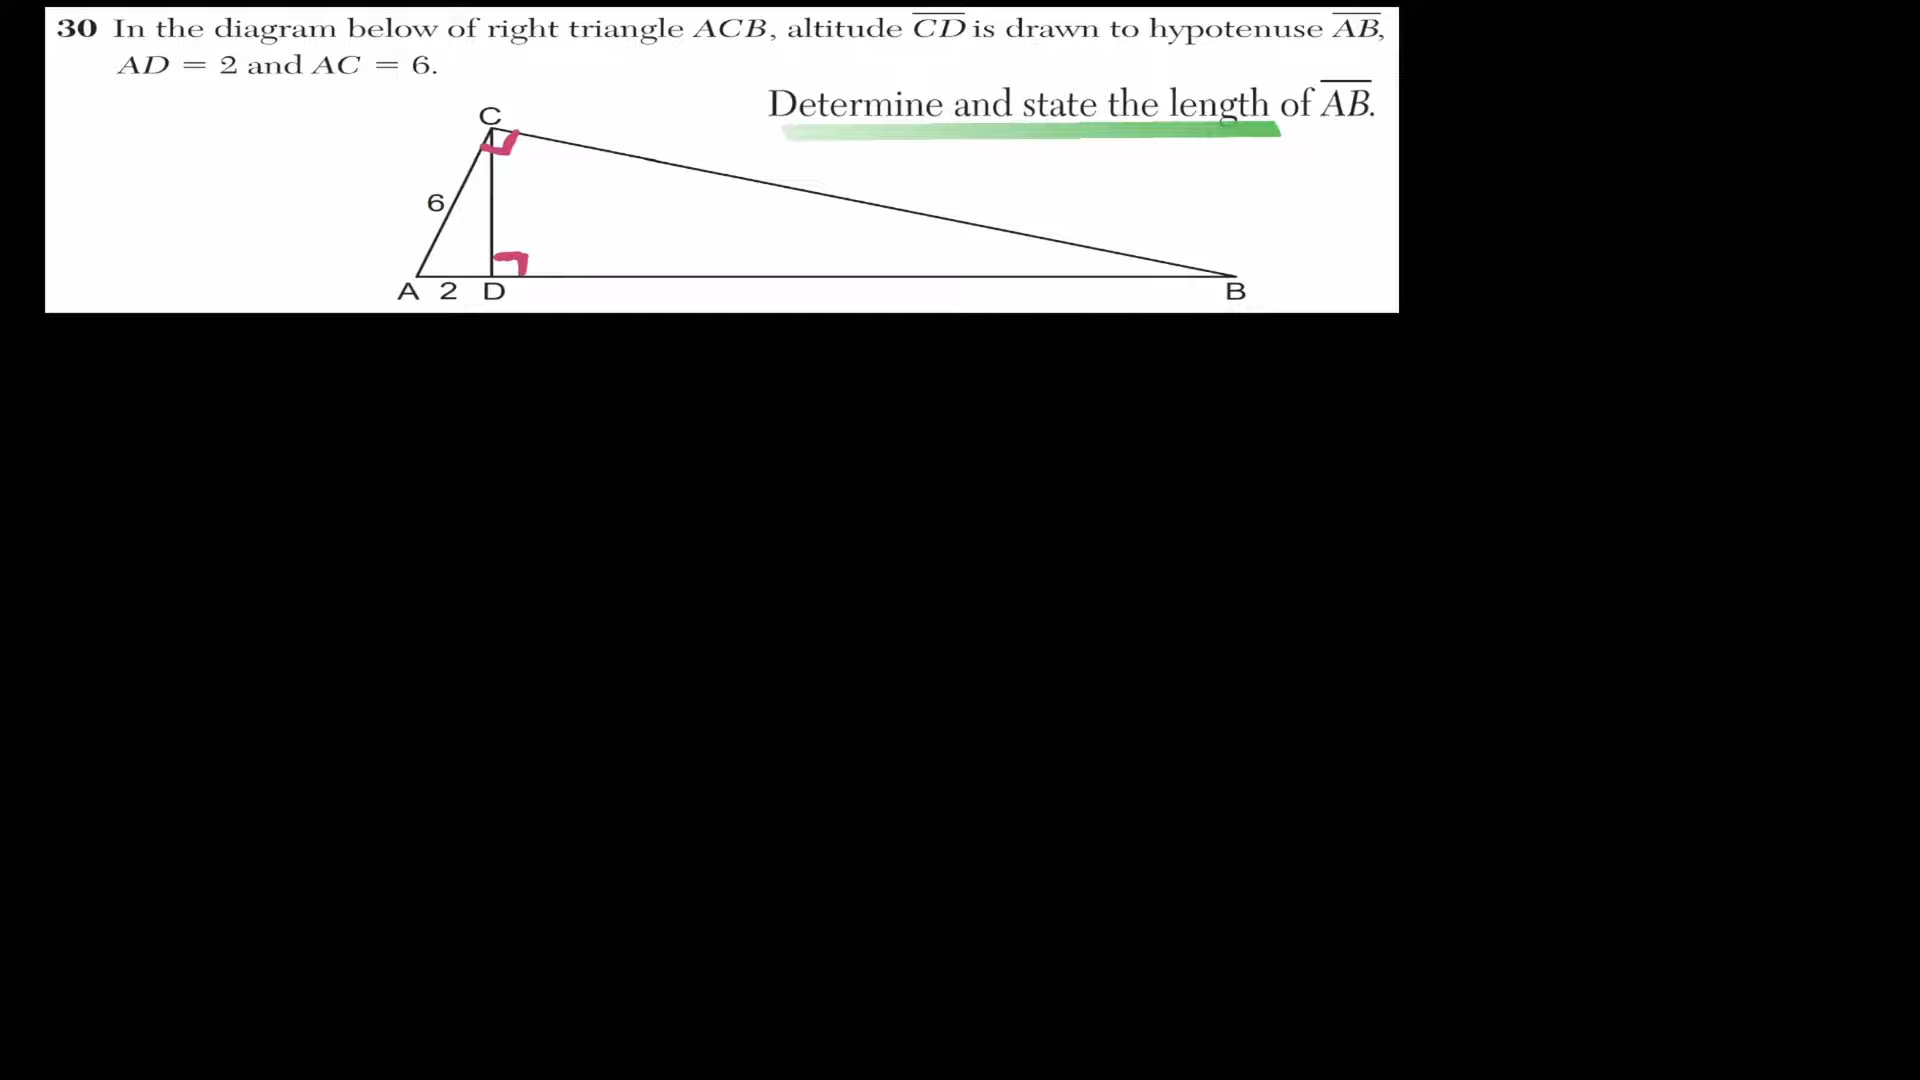 30 In the diagram below of right triangle ACB, altitude CD is drawn to hypotenuse AB,
AD = 2 and AC = 6.
Determine and state the length of AB.
C
6
A 2 D B